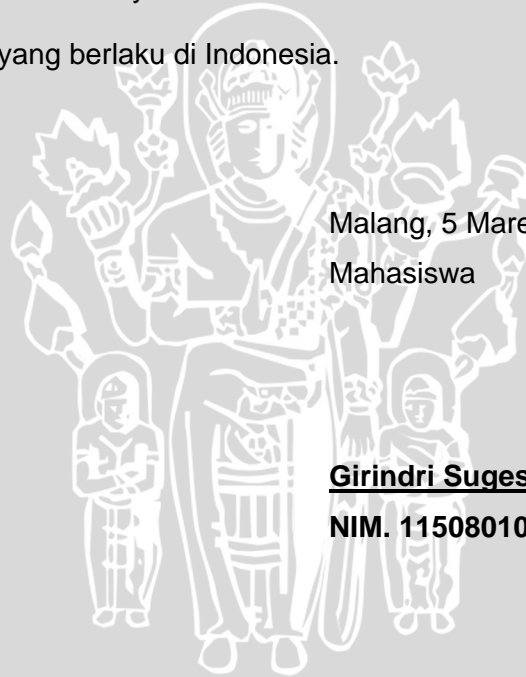 yang berlaku di Indonesia.
Malang, 5 Mare
Mahasiswa
Girindri Suges
NIM. 11508010